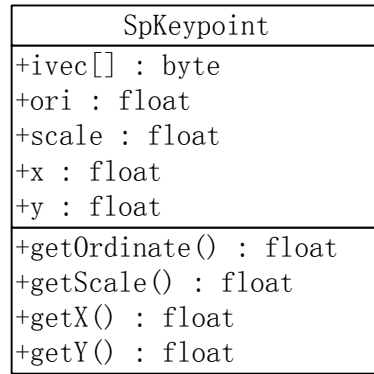 SpKeypoint
+ivec[] : byte
+ori : float
+scale : float
+x : float
+y : float
+getOrdinate() : float
+getScale() : float
+getX() : float
+getY() : float